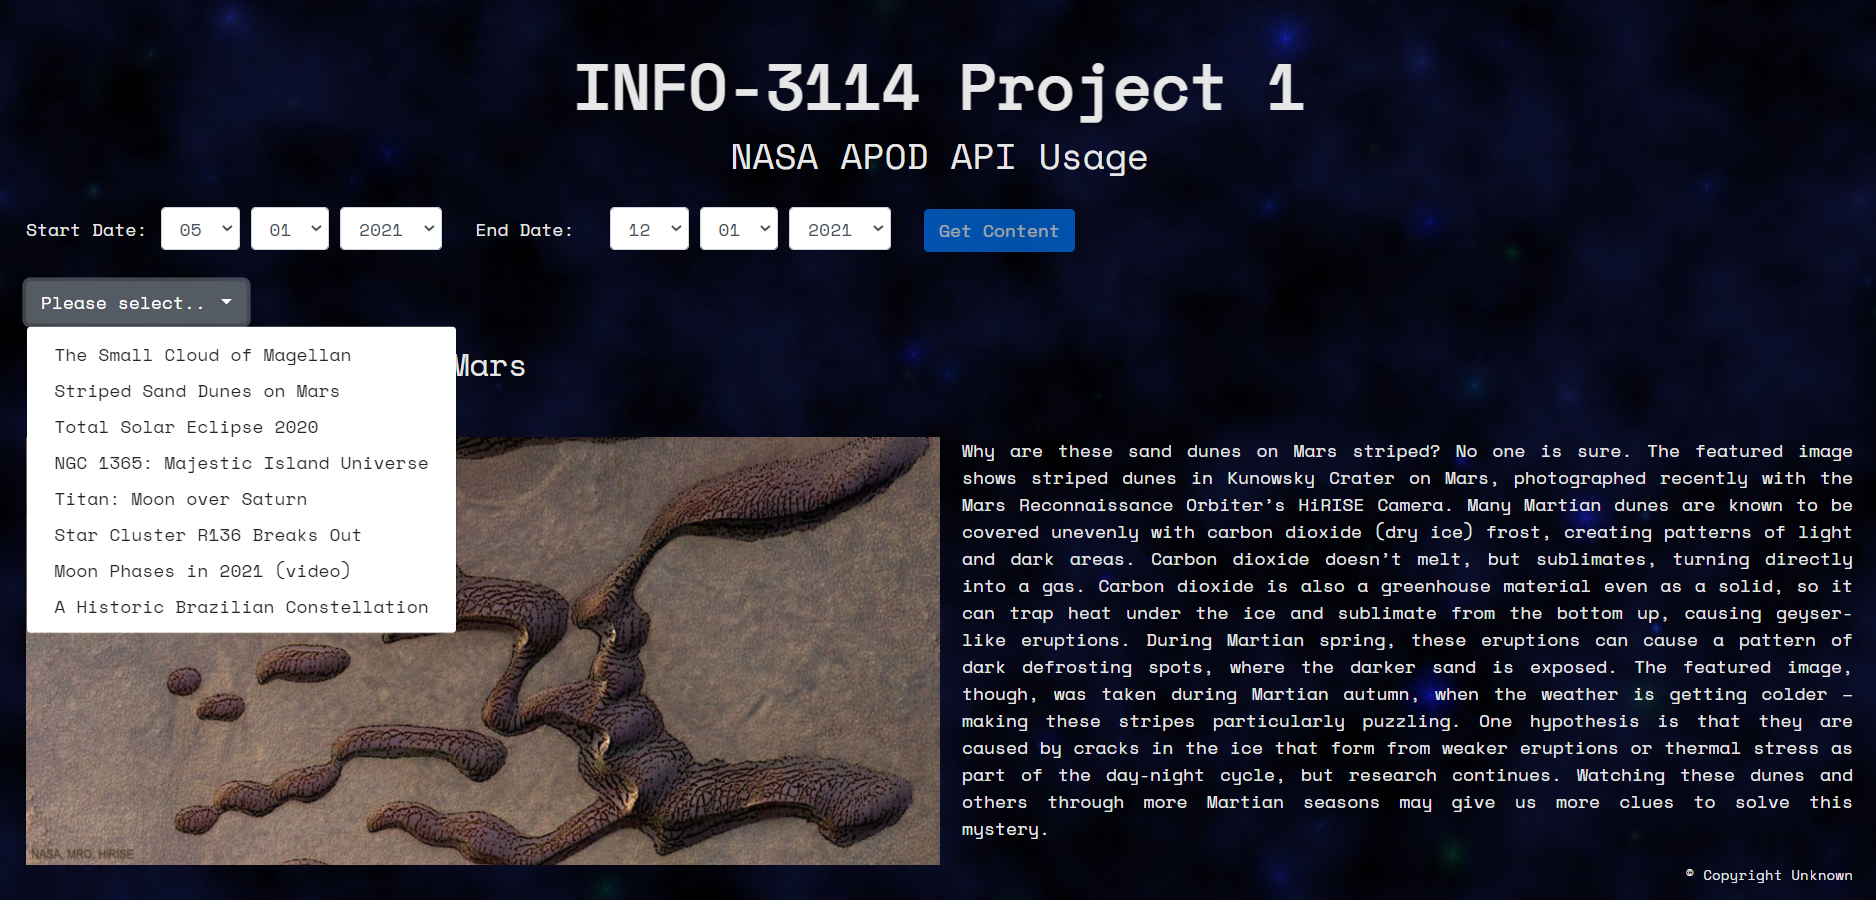 INFO-3114 Project 1
NASA APOD API Usage
Start Date: 05 01 2021 End Date: 12 01 2021 Get Content
Please select..
The Small Cloud of Magellan
Mars
Striped Sand Dunes on Mars
Total Solar Eclipse 2020
NGC 1365: Majestic Island Universe
Titan: Moon over Saturn
Star Cluster R136 Breaks Out
Moon Phases in 2021 (video)
A Historic Brazilian Constellation
Why are these sand dunes on Mars striped? No one is sure. The featured image
shows striped dunes in Kunowsky Crater on Mars, photographed recently with the
Mars Reconnaissance Orbiter's HiRISE Camera. Many Martian dunes are known to be
covered unevenly with carbon dioxide (dry ice) frost, creating patterns of light
and dark areas. Carbon dioxide doesn't melt, but sublimates, turning directly
into a gas. Carbon dioxide is also a greenhouse material even as a solid, so it
can trap heat under the ice and sublimate from the bottom up, causing geyser-
like eruptions. During Martian spring, these eruptions can cause a pattern of
dark defrosting spots, where the darker sand is exposed. The featured image,
though, was taken during Martian autumn, when the weather is getting colder –
making these stripes particularly puzzling. One hypothesis is that they are
caused by cracks in the ice that form from weaker eruptions or thermal stress as
part of the day-night cycle, but research continues. Watching these dunes and
others through more Martian seasons may give us more clues to solve this
mystery.
NASA, MRO, HiRISE
© Copyright Unknown